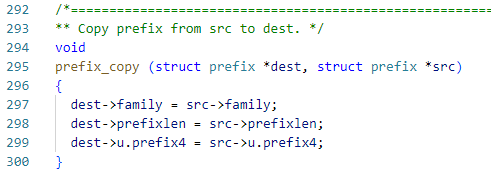 292 /*=======================================================
293 ** Copy prefix from src to dest. */
294 void
295 prefix_copy (struct prefix *dest, struct prefix *src)
296 {
297   dest->family = src->family;
298   dest->prefixlen = src->prefixlen;
299   dest->u.prefix4 = src->u.prefix4;
300 }